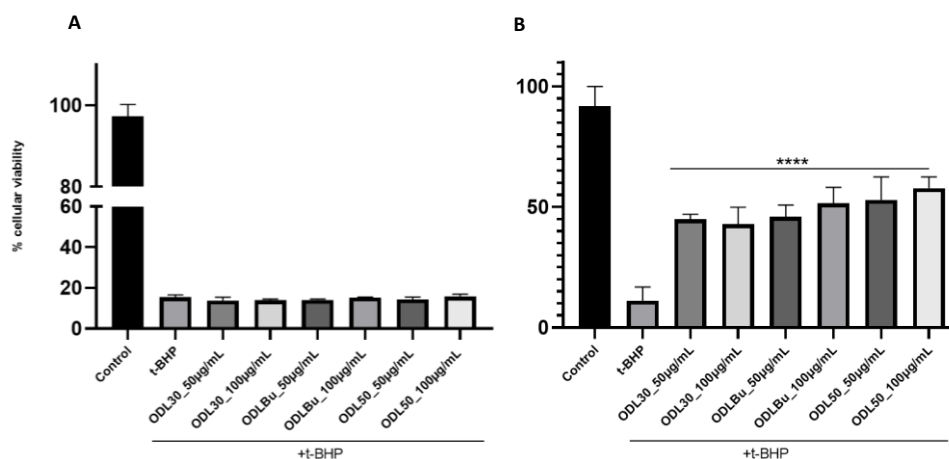 A
% cellular viability
100
80
60
40
20
0
Control
t-BHP
ODL30_50µg/mL
ODL30_100µg/mL
ODLBu_50µg/mL
ODLBu_100µg/mL
ODL50_50µg/mL
ODL50_100µg/mL
+t-BHP
B
****
100
50
0
Control
t-BHP
ODL30_50µg/mL
ODL30_100µg/mL
ODLBu_50µg/mL
ODLBu_100µg/mL
ODL50_50µg/mL
ODL50_100µg/mL
+t-BHP